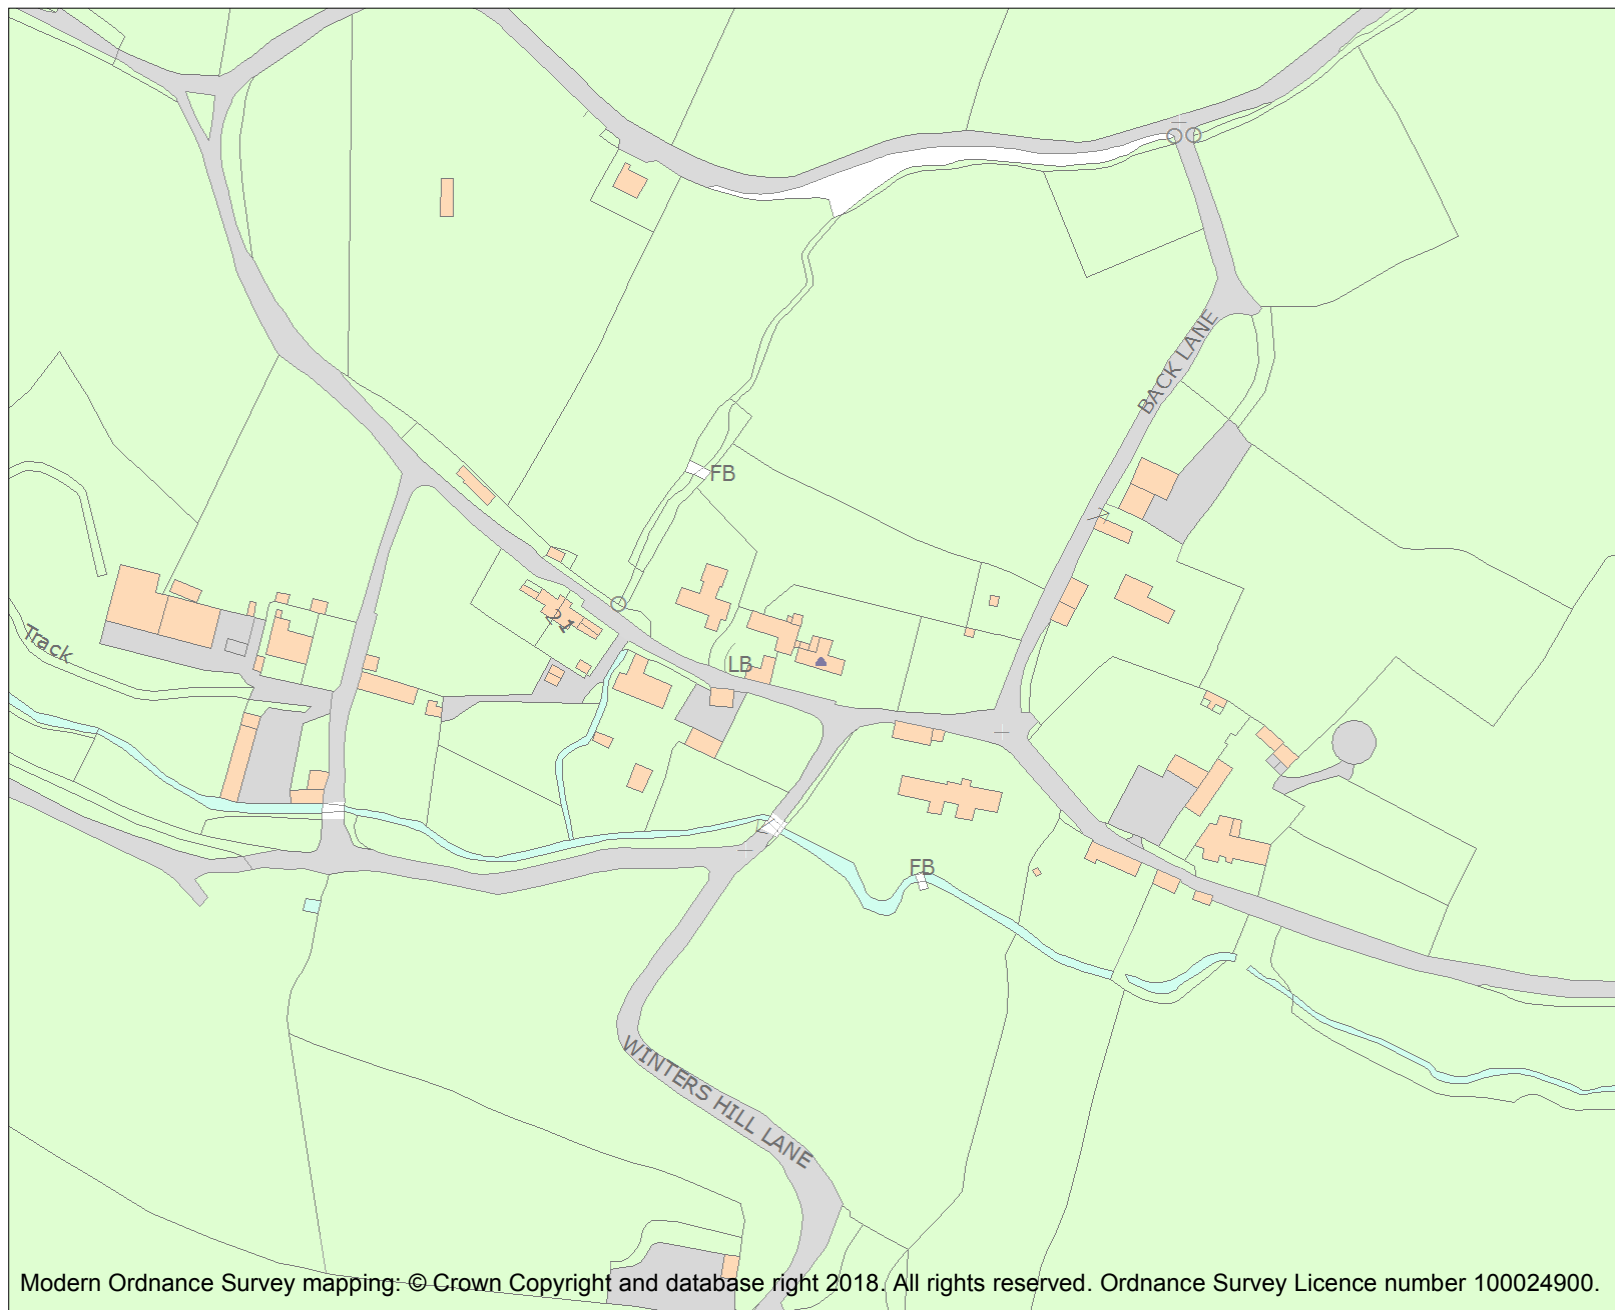 BACK LANE
FB
21
Track
LB
FB
WINTERS HILL LANE
Modern Ordnance Survey mapping: © Crown Copyright and database right 2018. All rights reserved. Ordnance Survey Licence number 100024900.